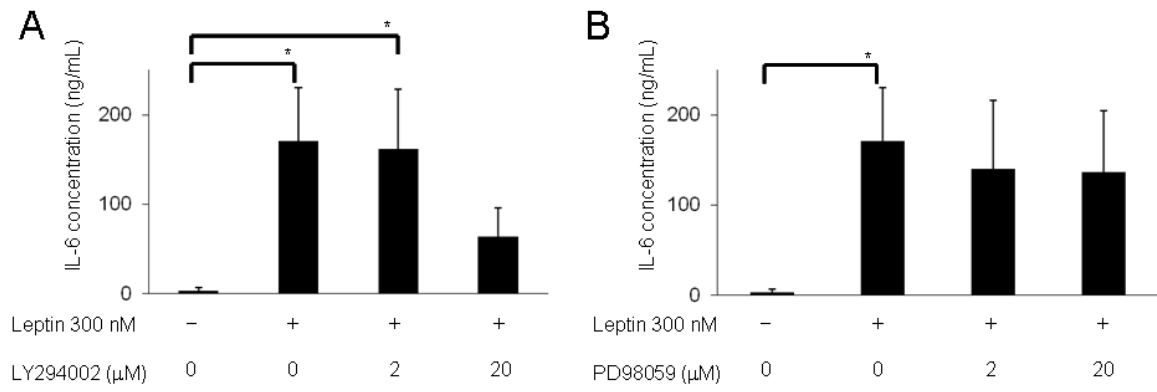 A
IL-6 concentration (ng/mL)
200
100
0
*
*
Leptin 300 nM − + + +
LY294002 (μM) 0 0 2 20
B
IL-6 concentration (ng/mL)
200
100
0
*
Leptin 300 nM − + + +
PD98059 (μM) 0 0 2 20